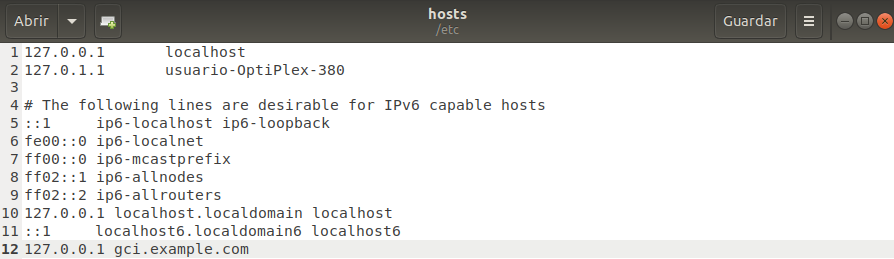 Abrir
hosts
/etc
Guardar
1 127.0.0.1       localhost
2 127.0.1.1       usuario-OptiPlex-380
3
4 # The following lines are desirable for IPv6 capable hosts
5 ::1     ip6-localhost ip6-loopback
6 fe00::0 ip6-localnet
7 ff00::0 ip6-mcastprefix
8 ff02::1 ip6-allnodes
9 ff02::2 ip6-allrouters
10 127.0.0.1 localhost.localdomain localhost
11 ::1     localhost6.localdomain6 localhost6
12 127.0.0.1 gci.example.com